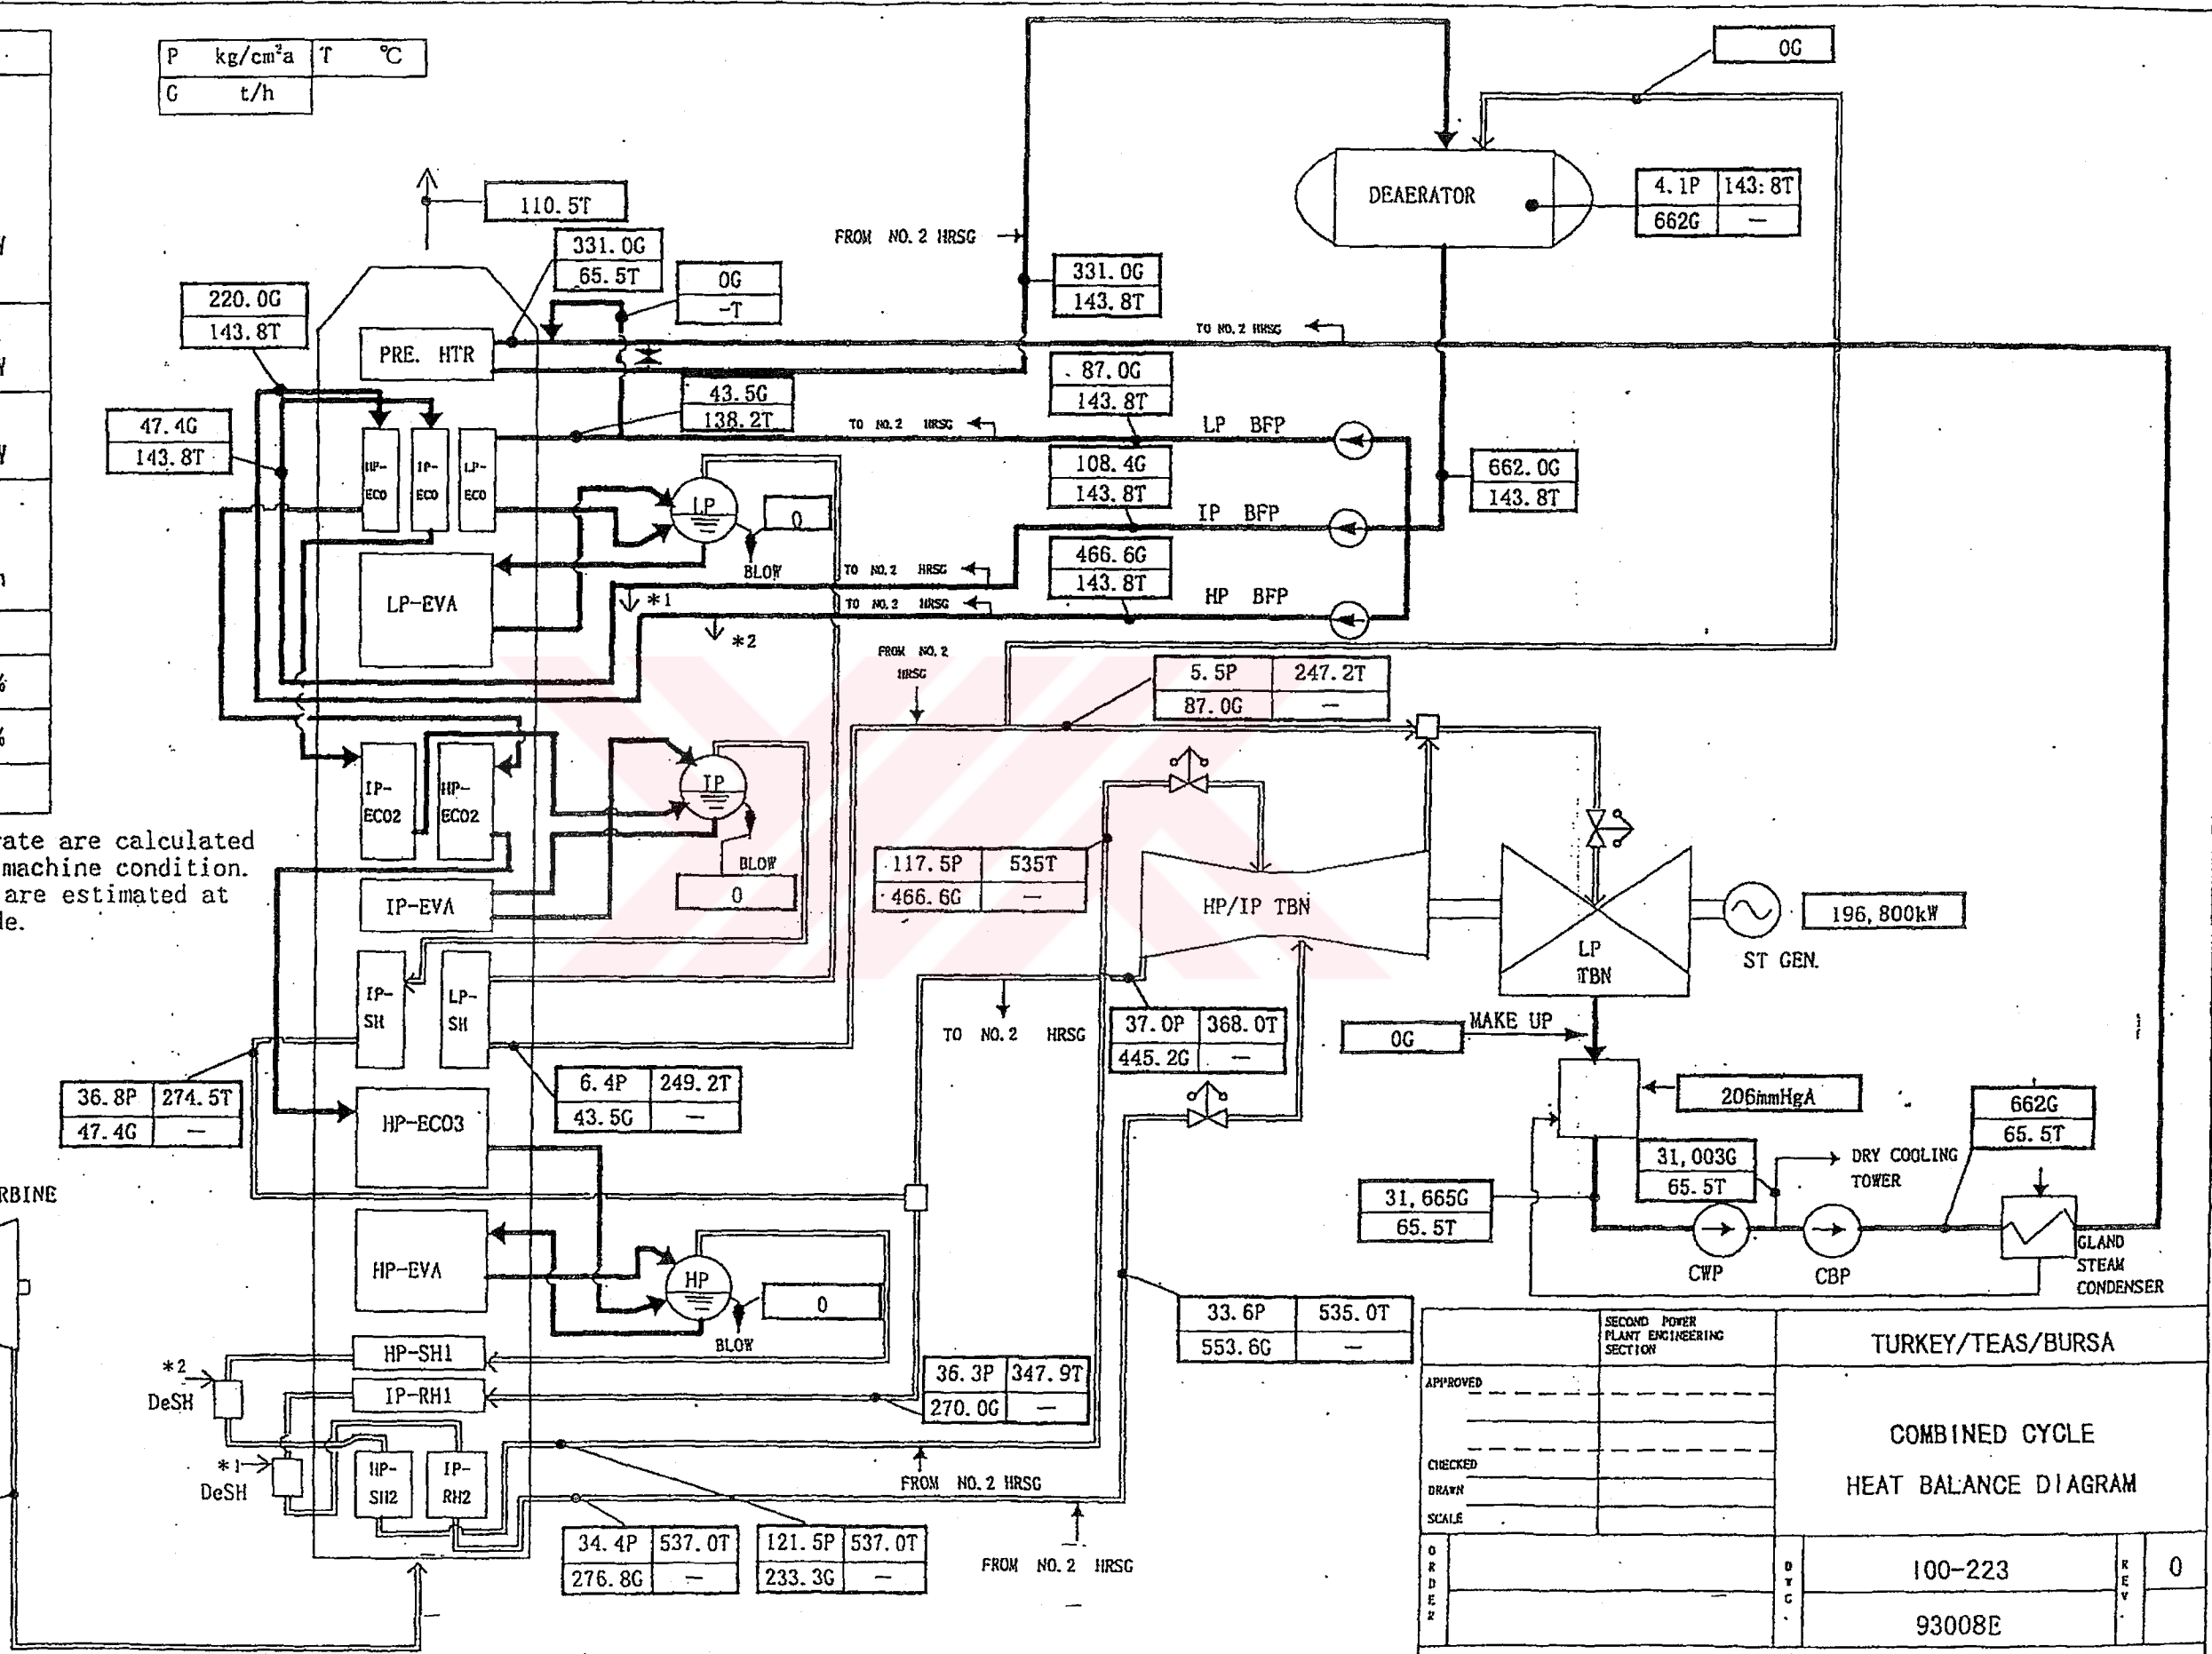 P kg/cm²a T ℃
G t/h
0G
110.5T
331.0G
65.5T
0G
-T
FROM NO.2 HRSG
DEAERATOR
4.1P 143.8T
662G —
220.0G
143.8T
331.0G
143.8T
PRE. HTR
TO NO.2 HRSG
43.5G
138.2T
87.0G
143.8T
47.4G
143.8T
TO NO.2 HRSG
LP BFP
HP-
ECO
IP-
ECO
LP-
ECO
108.4G
143.8T
662.0G
143.8T
LP
0
IP BFP
BLOW
466.6G
143.8T
LP-EVA
TO NO.2 HRSG
*1
TO NO.2 HRSG
HP BFP
*2
FROM NO.2
HRSG
5.5P 247.2T
87.0G —
IP-
ECO2
HP-
ECO2
IP
BLOW
0
rate are calculated
machine condition.
are estimated at
de.
117.5P 535T
466.6G —
IP-EVA
HP/IP TBN
LP
TBN
196,800kW
ST GEN.
IP-
SH
LP-
SH
TO NO.2 HRSG
37.0P 368.0T
445.2G —
0G
MAKE UP
36.8P 274.5T
47.4G —
6.4P 249.2T
43.5G —
206mmHgA
662G
65.5T
HP-ECO3
31,003G
65.5T
DRY COOLING
TOWER
31,665G
65.5T
RBINE
HP-EVA
HP
0
BLOW
CWP
CBP
GLAND
STEAM
CONDENSER
33.6P 535.0T
553.6G —
HP-SH1
*2
DeSH
IP-RH1
36.3P 347.9T
270.0G —
*1
DeSH
HP-
SH2
IP-
RH2
FROM NO.2 HRSG
34.4P 537.0T
276.8G —
121.5P 537.0T
233.3G —
FROM NO.2 HRSG
SECOND POWER
PLANT ENGINEERING
SECTION
TURKEY/TEAS/BURSA
APPROVED
COMBINED CYCLE
HEAT BALANCE DIAGRAM
CHECKED
DRAWN
SCALE
ORDER
DWG.
100-223
REV.
0
93008E